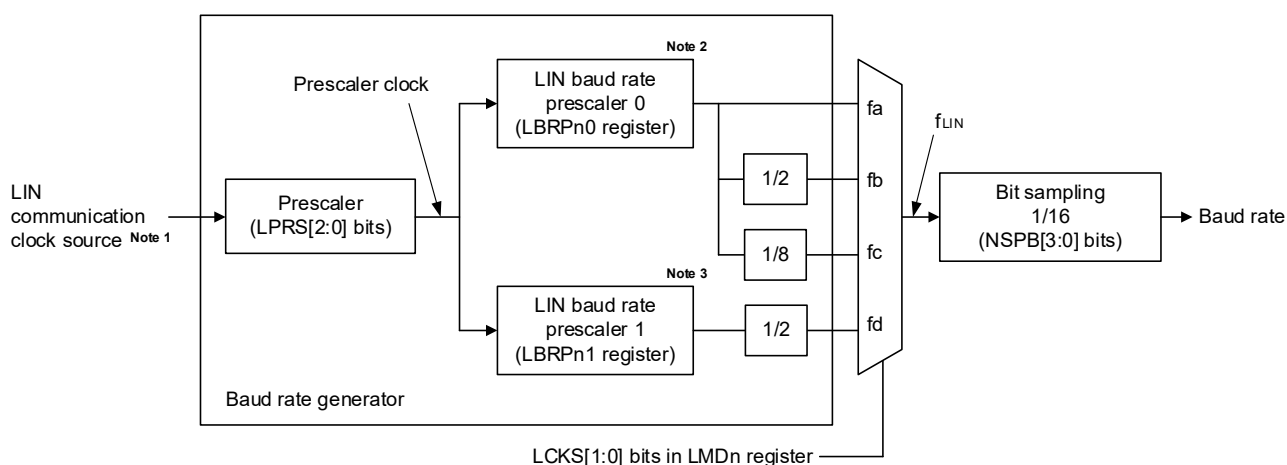 Note 2
LIN baud rate
prescaler 0
(LBRPn0 register)
Prescaler clock
fa
fLIN
1/2
fb
LIN
communication
clock source Note 1
Prescaler
(LPRS[2:0] bits)
Bit sampling
1/16
(NSPB[3:0] bits)
Baud rate
1/8
fc
Note 3
LIN baud rate
prescaler 1
(LBRPn1 register)
1/2
fd
Baud rate generator
LCKS[1:0] bits in LMDn register